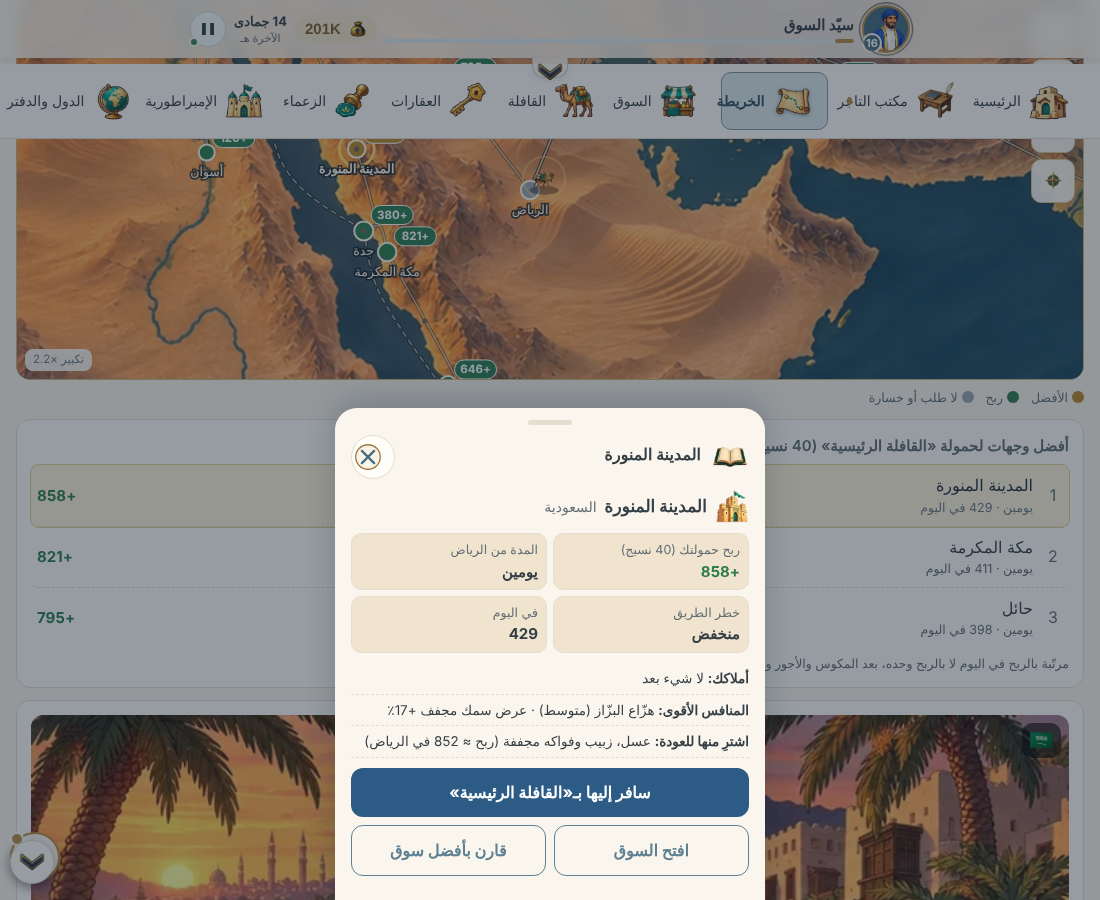 سيّد السوق
16
201K
14 جمادى
الآخرة هـ
الرئيسية
مكتب التاجر
الخريطة
السوق
القافلة
العقارات
الزعماء
الإمبراطورية
الدول والدفتر
أسوان
المدينة المنورة
الرياض
+380
جدة
+821
مكة المكرمة
+646
تكبير ×2.2
الأفضل
ربح
لا طلب أو خسارة
أفضل وجهات لحمولة «القافلة الرئيسية» (40
1
المدينة المنورة
يومين · 429 في اليوم
+858
2
مكة المكرمة
يومين · 411 في اليوم
+821
3
حائل
يومين · 398 في اليوم
+795
مرتّبة بالربح في اليوم لا بالربح وحده، بعد المكوس والأجور
المدينة المنورة
المدينة المنورة السعودية
ربح حمولتك (40 نسيج)
+858
المدة من الرياض
يومين
خطر الطريق
منخفض
في اليوم
429
أملاكك: لا شيء بعد
المنافس الأقوى: هزّاع البزّاز (متوسط) · عرض سمك مجفف +17٪
اشترِ منها للعودة: عسل، زبيب وفواكه مجففة (ربح ≈ 852 في الرياض)
سافر إليها بـ«القافلة الرئيسية»
افتح السوق
قارن بأفضل سوق